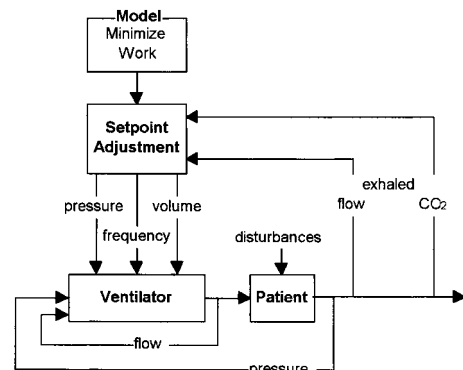 Model
Minimize
Work
Setpoint
Adjustment
pressure
volume
frequency
exhaled
flow
CO2
disturbances
Ventilator
Patient
flow
pressure